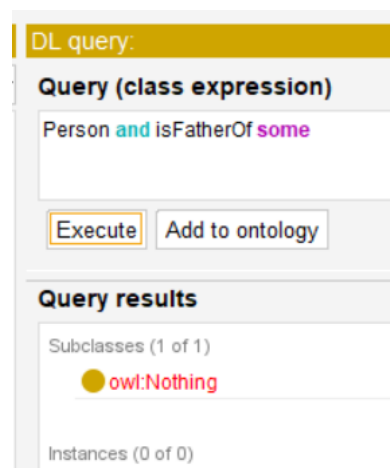 DL query:
Query (class expression)
Person and isFatherOf some
Execute Add to ontology
Query results
Subclasses (1 of 1)
owl:Nothing
Instances (0 of 0)